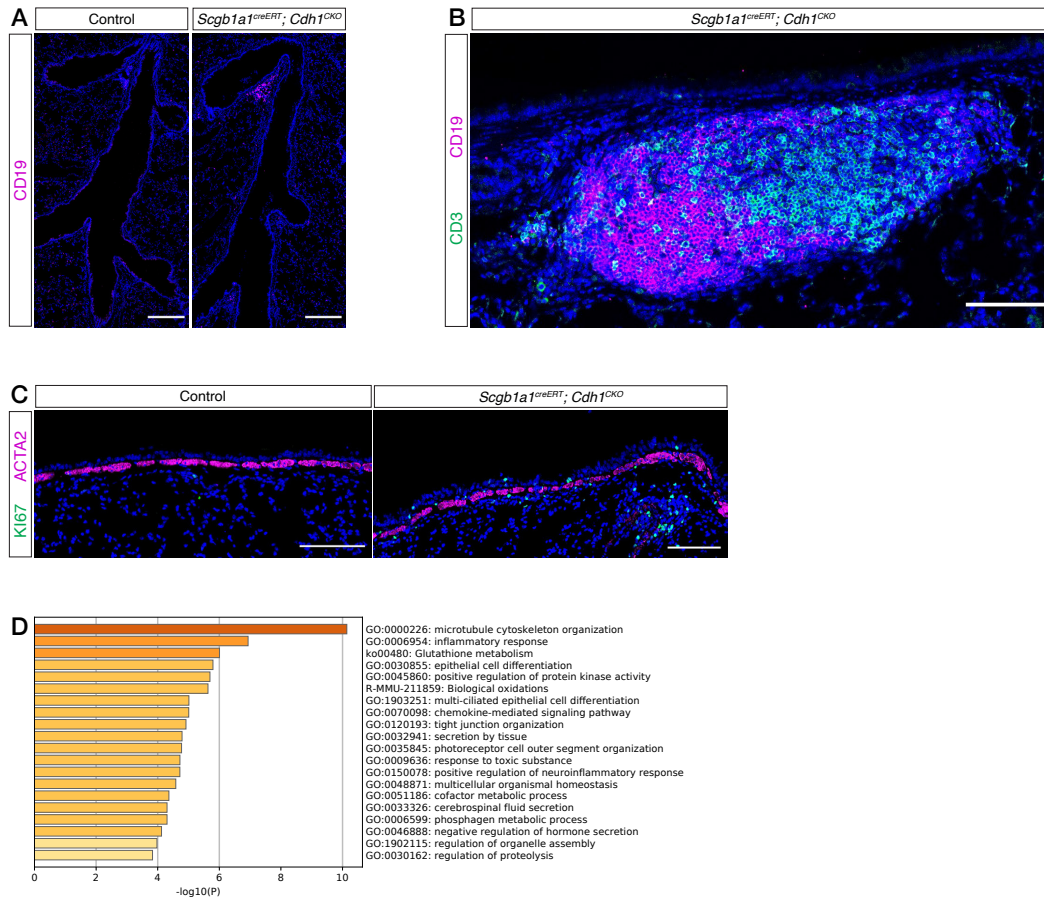 A
Control
Scgb1a1creERT; Cdh1CKO
CD19
B
Scgb1a1creERT; Cdh1CKO
CD3 CD19
C
Control
Scgb1a1creERT; Cdh1CKO
KI67 ACTA2
D
GO:0000226: microtubule cytoskeleton organization
GO:0006954: inflammatory response
ko00480: Glutathione metabolism
GO:0030855: epithelial cell differentiation
GO:0045860: positive regulation of protein kinase activity
R-MMU-211859: Biological oxidations
GO:1903251: multi-ciliated epithelial cell differentiation
GO:0070098: chemokine-mediated signaling pathway
GO:0120193: tight junction organization
GO:0032941: secretion by tissue
GO:0035845: photoreceptor cell outer segment organization
GO:0009636: response to toxic substance
GO:0150078: positive regulation of neuroinflammatory response
GO:0048871: multicellular organismal homeostasis
GO:0051186: cofactor metabolic process
GO:0033326: cerebrospinal fluid secretion
GO:0006599: phosphagen metabolic process
GO:0046888: negative regulation of hormone secretion
GO:1902115: regulation of organelle assembly
GO:0030162: regulation of proteolysis
0 2 4 6 8 10
-log10(P)